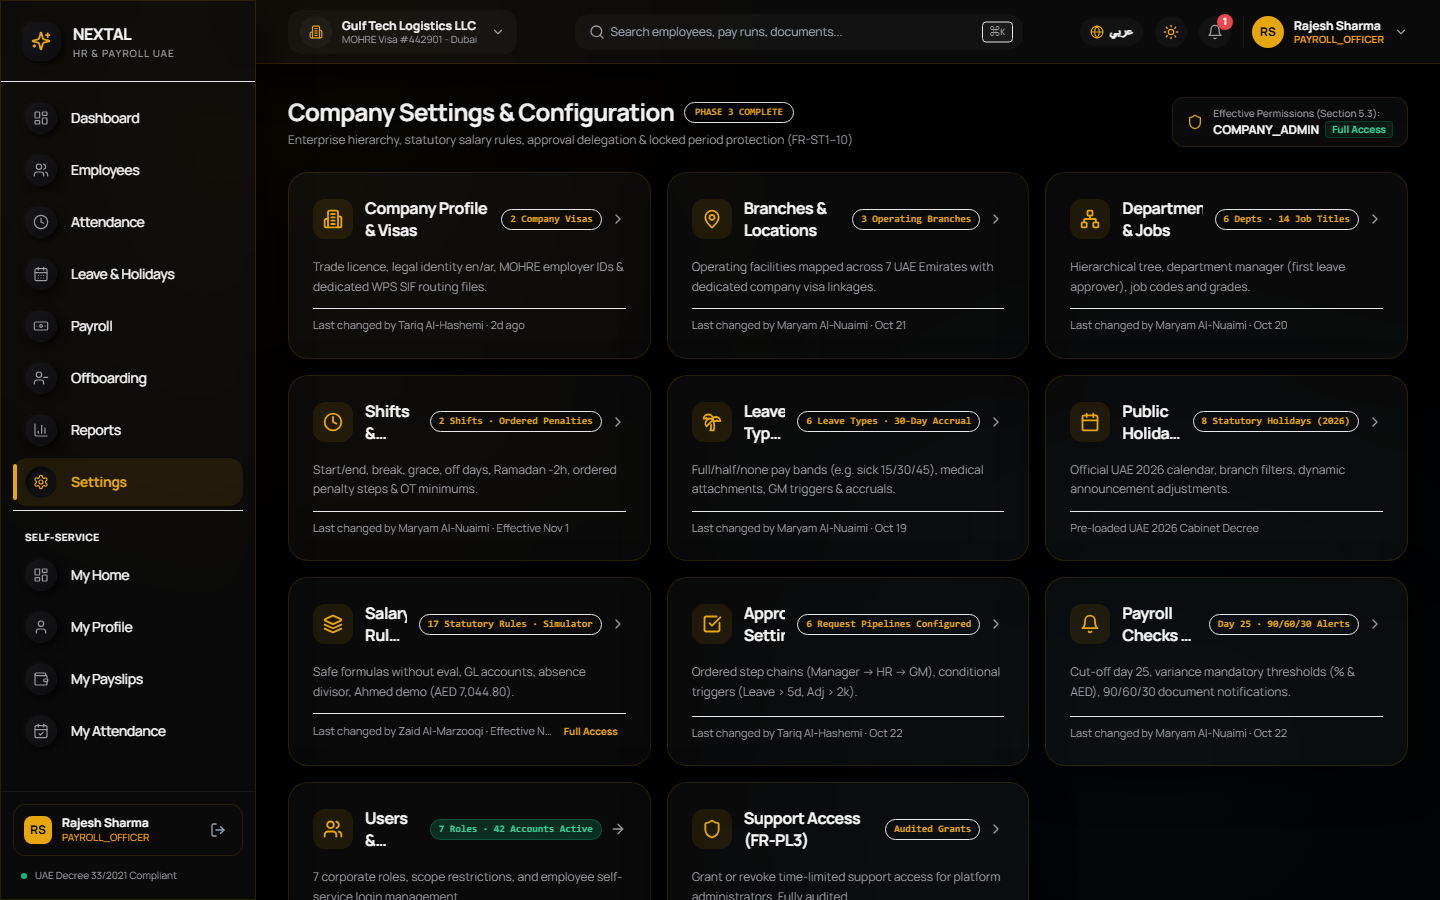 NEXTAL
HR & PAYROLL UAE
Dashboard
Employees
Attendance
Leave & Holidays
Payroll
Offboarding
Reports
Settings
SELF-SERVICE
My Home
My Profile
My Payslips
My Attendance
RS
Rajesh Sharma
PAYROLL_OFFICER
UAE Decree 33/2021 Compliant
Gulf Tech Logistics LLC
MOHRE Visa #442901 - Dubai
Search employees, pay runs, documents...
⌘K
عربي
1
RS
Rajesh Sharma
PAYROLL_OFFICER
Company Settings & Configuration
PHASE 3 COMPLETE
Enterprise hierarchy, statutory salary rules, approval delegation & locked period protection (FR-ST1–10)
Effective Permissions (Section 5.3):
COMPANY_ADMIN Full Access
Company Profile
& Visas
2 Company Visas
Trade licence, legal identity en/ar, MOHRE employer IDs &
dedicated WPS SIF routing files.
Last changed by Tariq Al-Hashemi · 2d ago
Branches &
Locations
3 Operating Branches
Operating facilities mapped across 7 UAE Emirates with
dedicated company visa linkages.
Last changed by Maryam Al-Nuaimi · Oct 21
Departmen
& Jobs
6 Depts · 14 Job Titles
Hierarchical tree, department manager (first leave
approver), job codes and grades.
Last changed by Maryam Al-Nuaimi · Oct 20
Shifts
&...
2 Shifts · Ordered Penalties
Start/end, break, grace, off days, Ramadan -2h, ordered
penalty steps & OT minimums.
Last changed by Maryam Al-Nuaimi · Effective Nov 1
Leave
Typ...
6 Leave Types · 30-Day Accrual
Full/half/none pay bands (e.g. sick 15/30/45), medical
attachments, GM triggers & accruals.
Last changed by Maryam Al-Nuaimi · Oct 19
Public
Holida...
8 Statutory Holidays (2026)
Official UAE 2026 calendar, branch filters, dynamic
announcement adjustments.
Pre-loaded UAE 2026 Cabinet Decree
Salary
Rul...
17 Statutory Rules · Simulator
Safe formulas without eval, GL accounts, absence
divisor, Ahmed demo (AED 7,044.80).
Last changed by Zaid Al-Marzooqi · Effective N...
Full Access
Appro
Settin
6 Request Pipelines Configured
Ordered step chains (Manager → HR → GM), conditional
triggers (Leave > 5d, Adj > 2k).
Last changed by Tariq Al-Hashemi · Oct 22
Payroll
Checks ...
Day 25 · 90/60/30 Alerts
Cut-off day 25, variance mandatory thresholds (% &
AED), 90/60/30 document notifications.
Last changed by Maryam Al-Nuaimi · Oct 22
Users
&...
7 Roles · 42 Accounts Active
7 corporate roles, scope restrictions, and employee self-
service login management.
Support Access
(FR-PL3)
Audited Grants
Grant or revoke time-limited support access for platform
administrators. Fully audited.